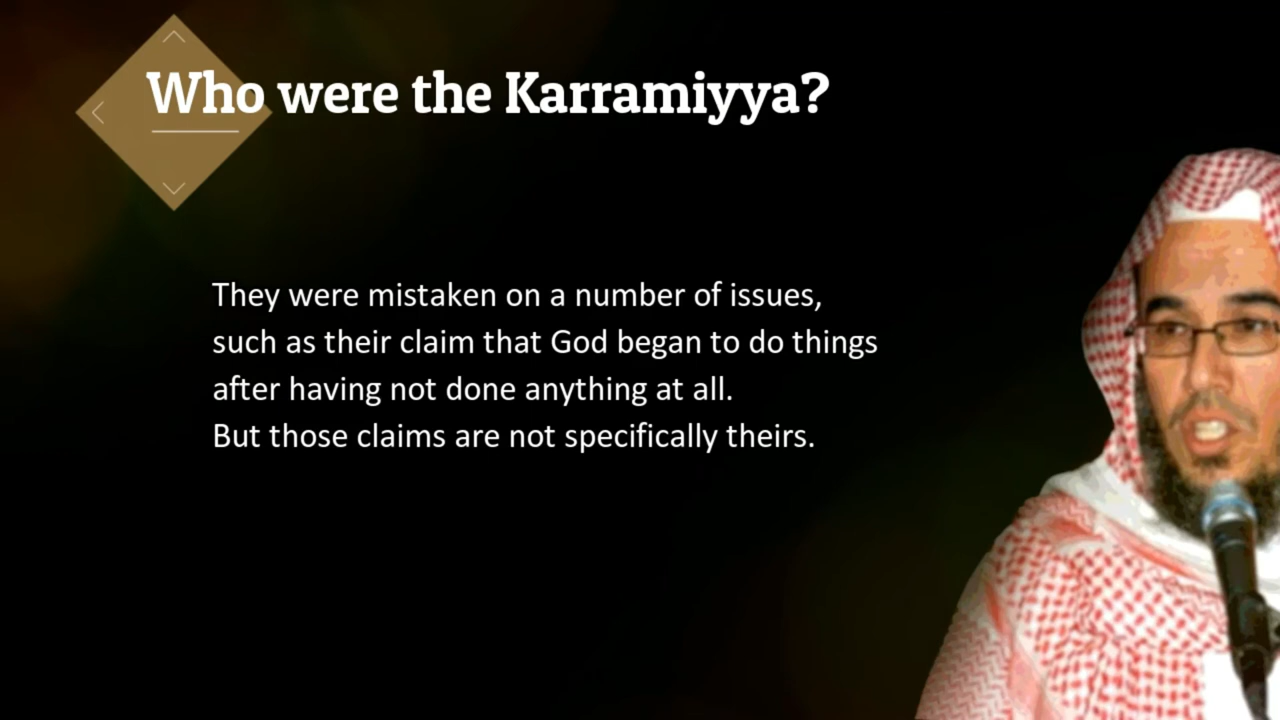 Who were the Karramiyya?
They were mistaken on a number of issues,
such as their claim that God began to do things
after having not done anything at all.
But those claims are not specifically theirs.